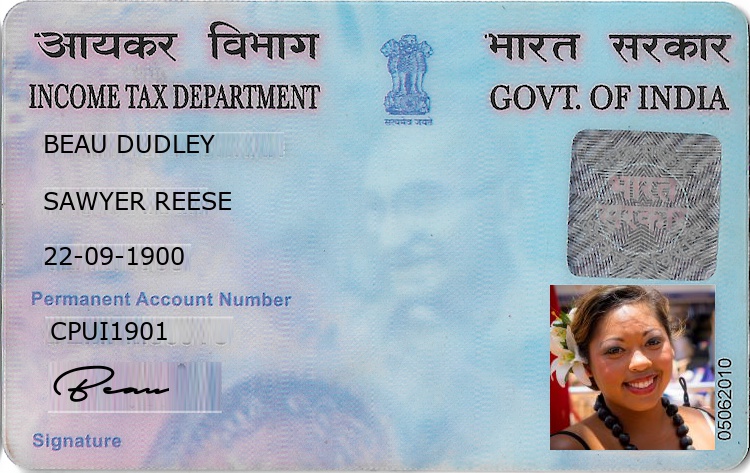 आयकर विभाग
भारत सरकार
INCOME TAX DEPARTMENT
GOVT. OF INDIA
सत्यमेव जयते
BEAU DUDLEY
भारत
सरकार
SAWYER REESE
22-09-1900
Permanent Account Number
CPUI1901
Beau
Signature
05062010